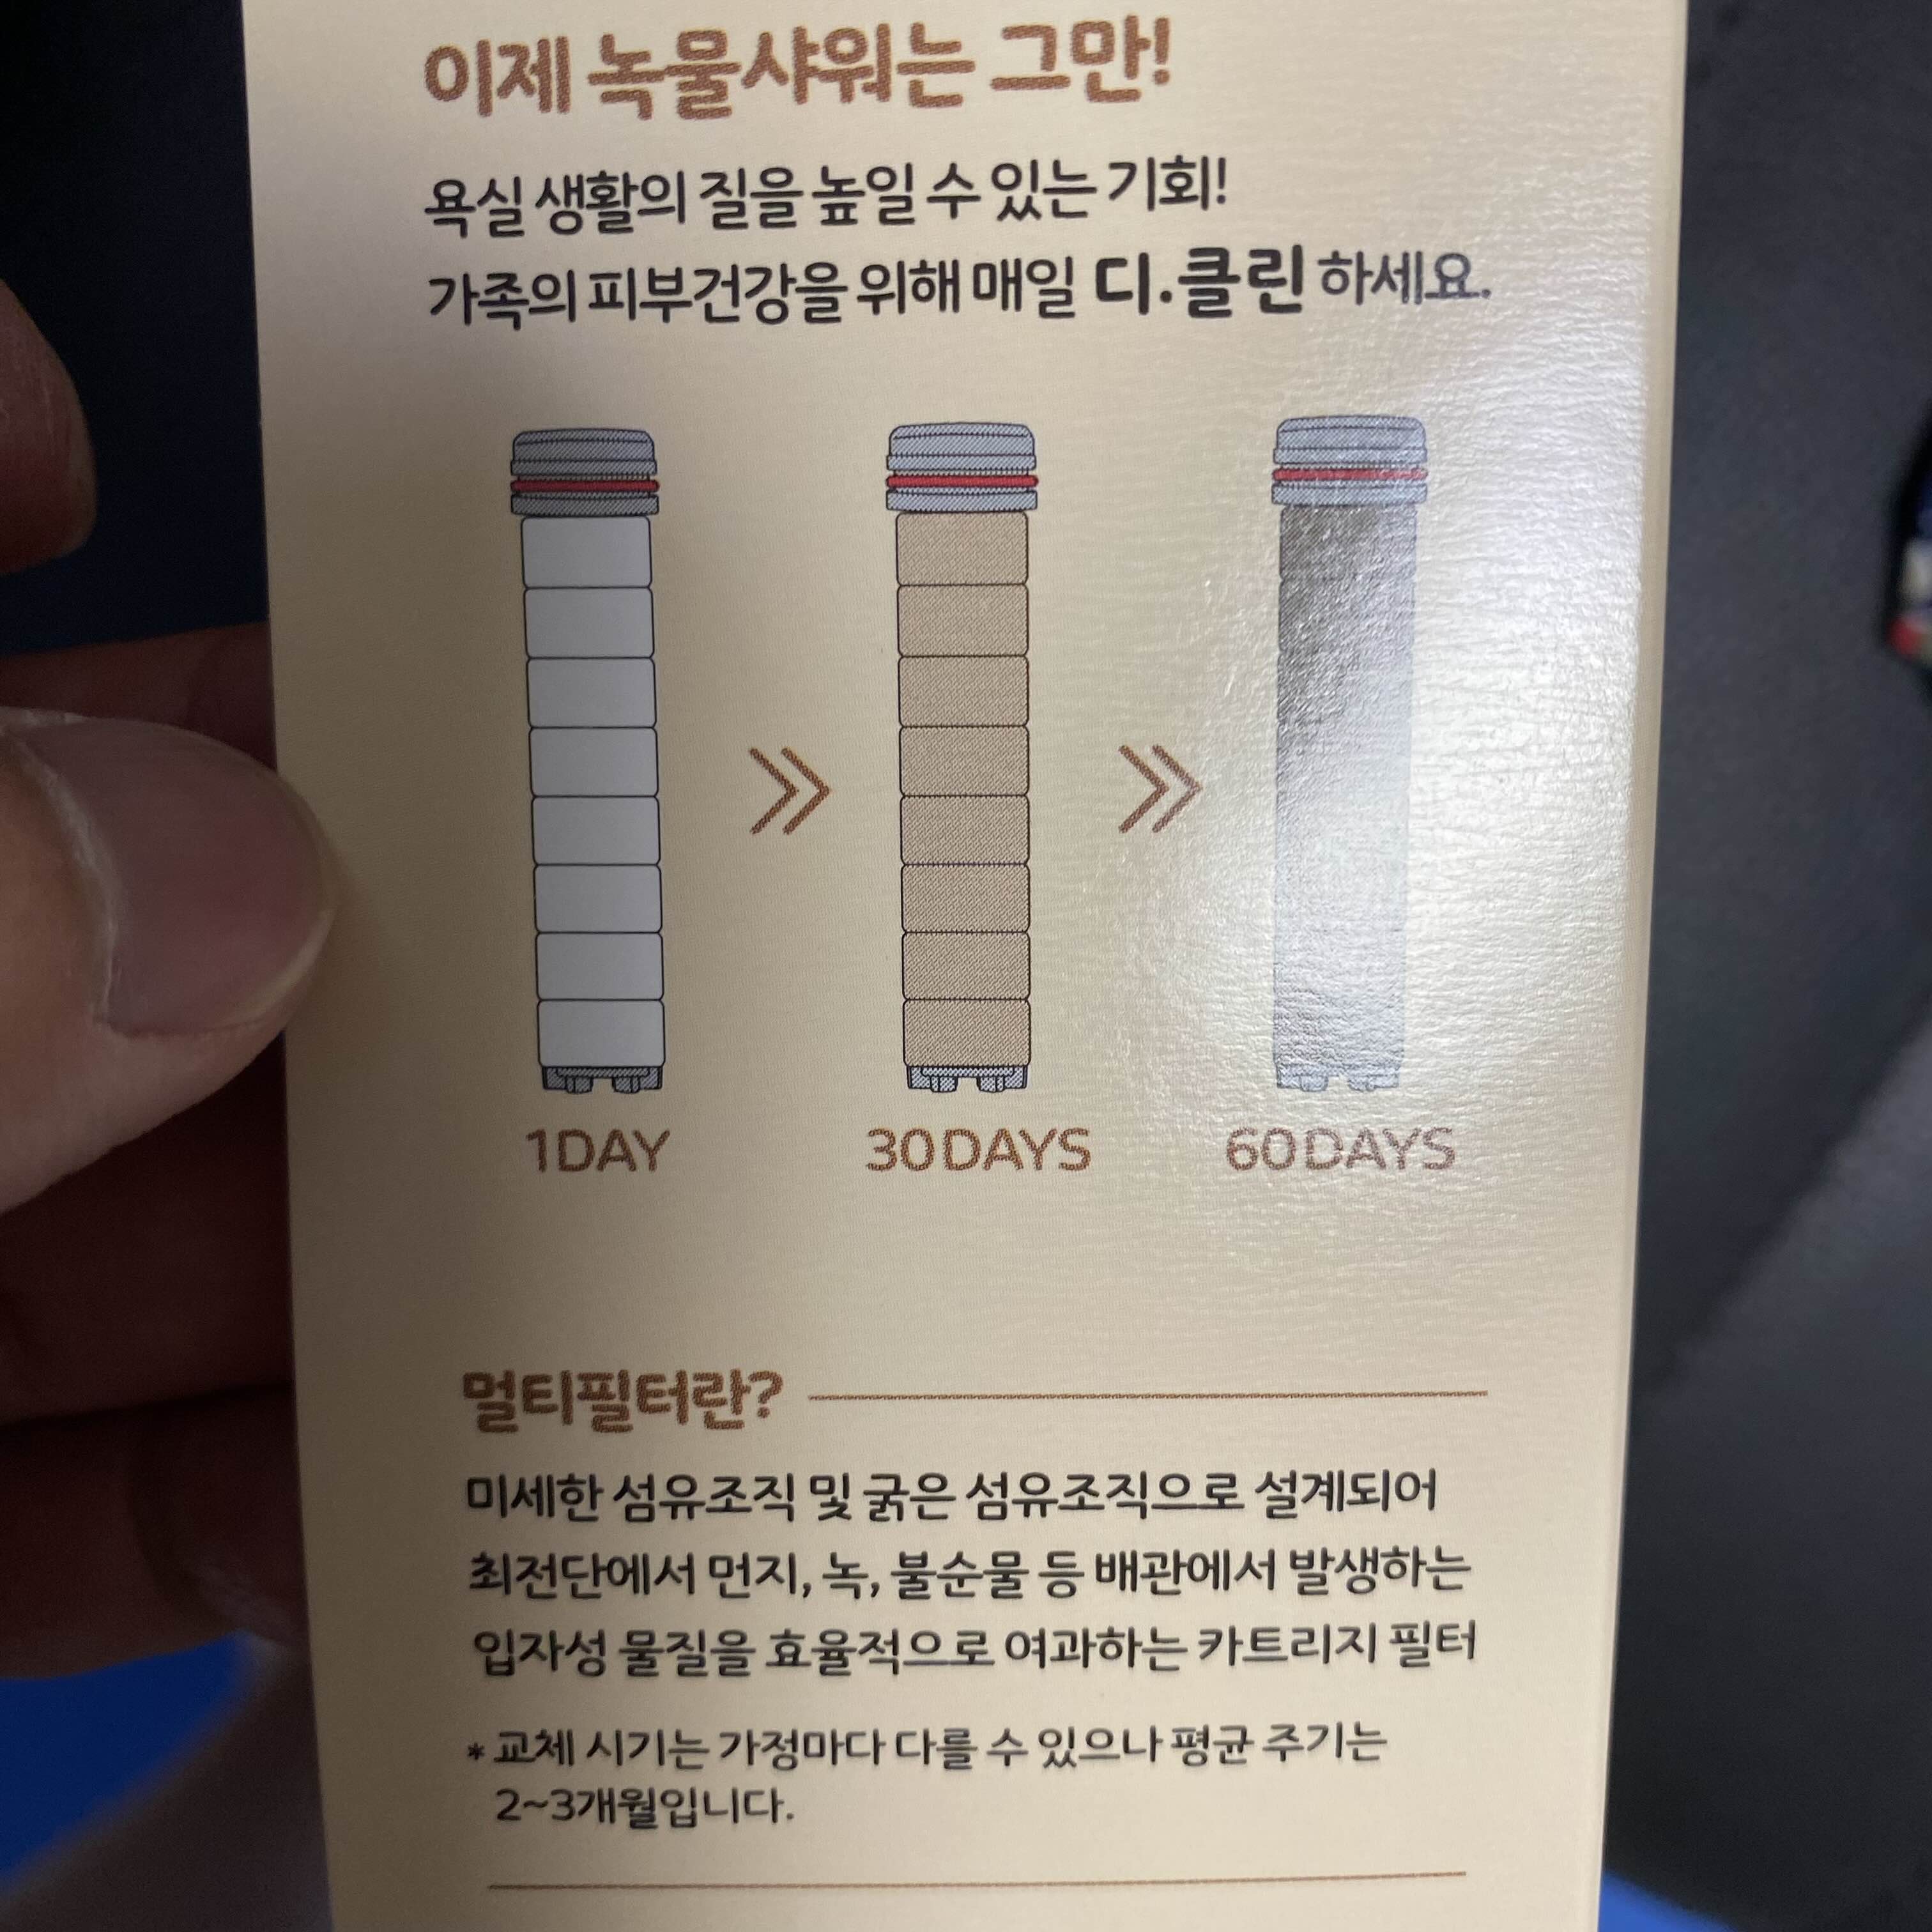 이제 녹물샤워는 그만!
욕실 생활의 질을 높일 수 있는 기회!
가족의 피부건강을 위해 매일 디.클린 하세요.
1DAY
30DAYS
60DAYS
멀티필터란?
미세한 섬유조직 및 굵은 섬유조직으로 설계되어
최전단에서 먼지, 녹, 불순물 등 배관에서 발생하는
입자성 물질을 효율적으로 여과하는 카트리지 필터
* 교체 시기는 가정마다 다를 수 있으나 평균 주기는
2~3개월입니다.